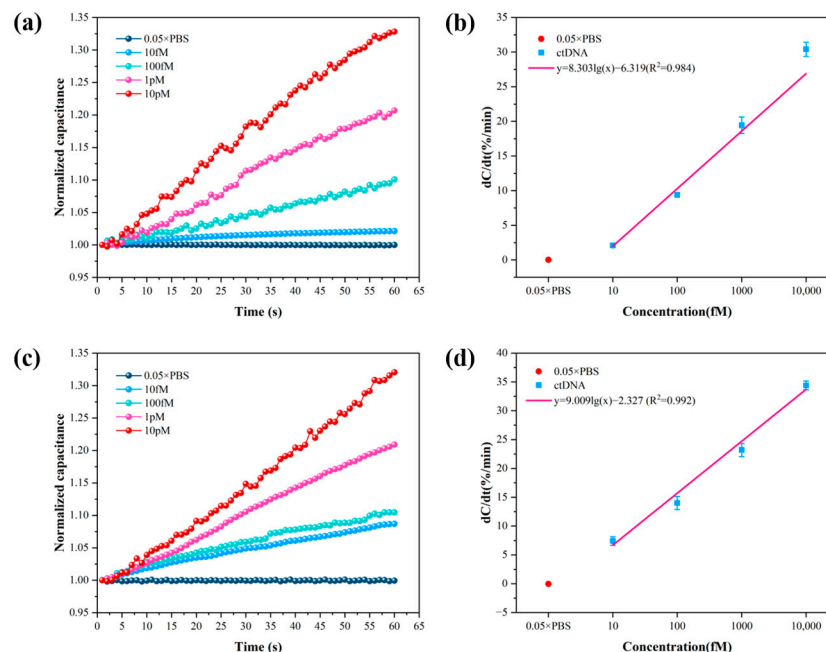 (a)
1.35
1.30
1.25
1.20
1.15
1.10
1.05
1.00
0.95
Normalized capacitance
0.05×PBS
10fM
100fM
1pM
10pM
0 5 10 15 20 25 30 35 40 45 50 55 60 65
Time (s)
(b)
35
30
25
20
15
10
5
0
dC/dt(%/min)
0.05×PBS
ctDNA
y=8.303lg(x)−6.319(R²=0.984)
0.05×PBS 10 100 1000 10,000
Concentration(fM)
(c)
1.35
1.30
1.25
1.20
1.15
1.10
1.05
1.00
0.95
Normalized capacitance
0.05×PBS
10fM
100fM
1pM
10pM
0 5 10 15 20 25 30 35 40 45 50 55 60 65
Time (s)
(d)
40
35
30
25
20
15
10
5
0
−5
dC/dt(%/min)
0.05×PBS
ctDNA
y=9.009lg(x)−2.327 (R²=0.992)
0.05×PBS 10 100 1000 10,000
Concentration(fM)